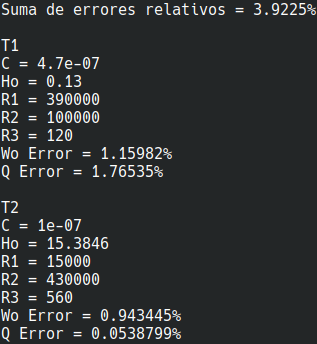 Suma de errores relativos = 3.9225%
T1
C = 4.7e-07
Ho = 0.13
R1 = 390000
R2 = 100000
R3 = 120
Wo Error = 1.15982%
Q Error = 1.76535%
T2
C = 1e-07
Ho = 15.3846
R1 = 15000
R2 = 430000
R3 = 560
Wo Error = 0.943445%
Q Error = 0.0538799%